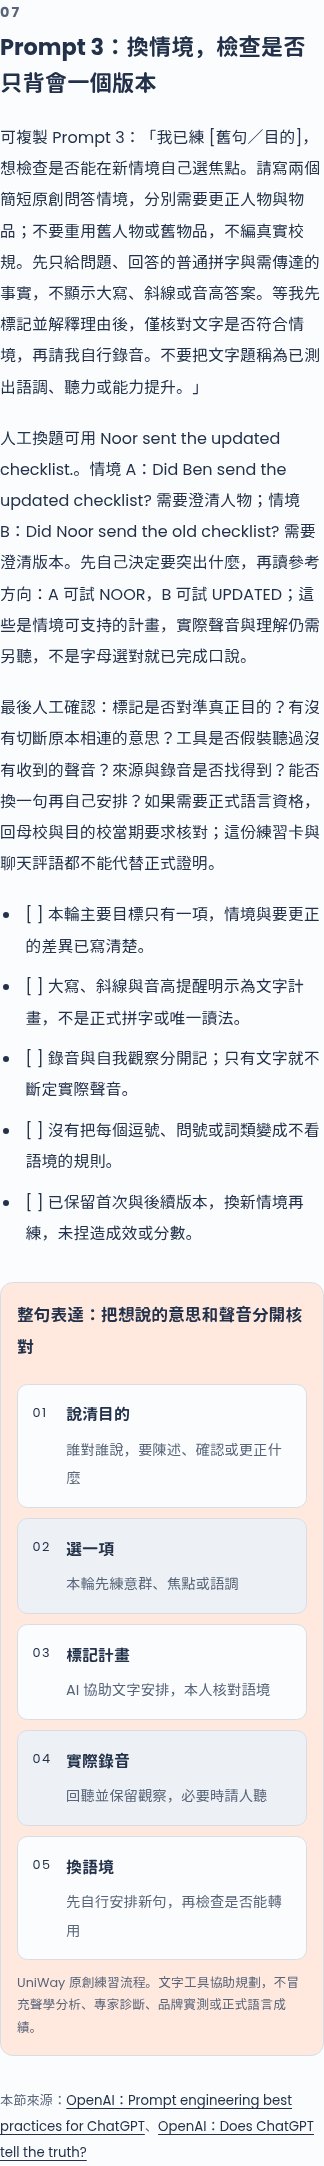 07
Prompt 3：換情境，檢查是否
只背會一個版本
可複製 Prompt 3：「我已練 [舊句／目的]，
想檢查是否能在新情境自己選焦點。請寫兩個
簡短原創問答情境，分別需要更正人物與物
品；不要重用舊人物或舊物品，不編真實校
規。先只給問題、回答的普通拼字與需傳達的
事實，不顯示大寫、斜線或音高答案。等我先
標記並解釋理由後，僅核對文字是否符合情
境，再請我自行錄音。不要把文字題稱為已測
出語調、聽力或能力提升。」
人工換題可用 Noor sent the updated
checklist.。情境 A：Did Ben send the
updated checklist? 需要澄清人物；情境
B：Did Noor send the old checklist? 需要
澄清版本。先自己決定要突出什麼，再讀參考
方向：A 可試 NOOR，B 可試 UPDATED；這
些是情境可支持的計畫，實際聲音與理解仍需
另聽，不是字母選對就已完成口說。
最後人工確認：標記是否對準真正目的？有沒
有切斷原本相連的意思？工具是否假裝聽過沒
有收到的聲音？來源與錄音是否找得到？能否
換一句再自己安排？如果需要正式語言資格，
回母校與目的校當期要求核對；這份練習卡與
聊天評語都不能代替正式證明。
• [ ] 本輪主要目標只有一項，情境與要更正
的差異已寫清楚。
• [ ] 大寫、斜線與音高提醒明示為文字計
畫，不是正式拼字或唯一讀法。
• [ ] 錄音與自我觀察分開記；只有文字就不
斷定實際聲音。
• [ ] 沒有把每個逗號、問號或詞類變成不看
語境的規則。
• [ ] 已保留首次與後續版本，換新情境再
練，未捏造成效或分數。
整句表達：把想說的意思和聲音分開核
對
01 說清目的
誰對誰說，要陳述、確認或更正什
麼
02 選一項
本輪先練意群、焦點或語調
03 標記計畫
AI 協助文字安排，本人核對語境
04 實際錄音
回聽並保留觀察，必要時請人聽
05 換語境
先自行安排新句，再檢查是否能轉
用
UniWay 原創練習流程。文字工具協助規劃，不冒
充聲學分析、專家診斷、品牌實測或正式語言成
績。
本節來源：OpenAI：Prompt engineering best
practices for ChatGPT、OpenAI：Does ChatGPT
tell the truth?